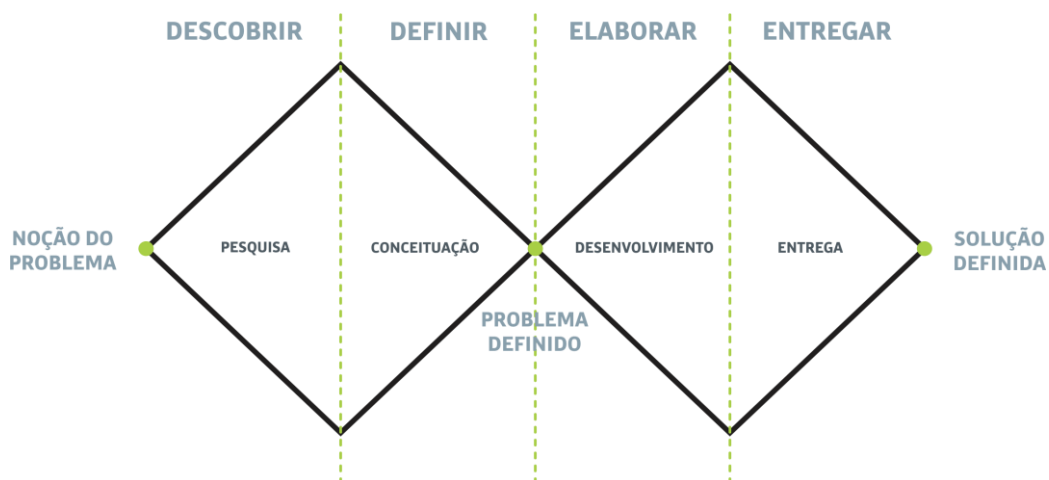 DESCOBRIR
DEFINIR
ELABORAR
ENTREGAR
NOÇÃO DO
PROBLEMA
PESQUISA
CONCEITUAÇÃO
DESENVOLVIMENTO
ENTREGA
SOLUÇÃO
DEFINIDA
PROBLEMA
DEFINIDO